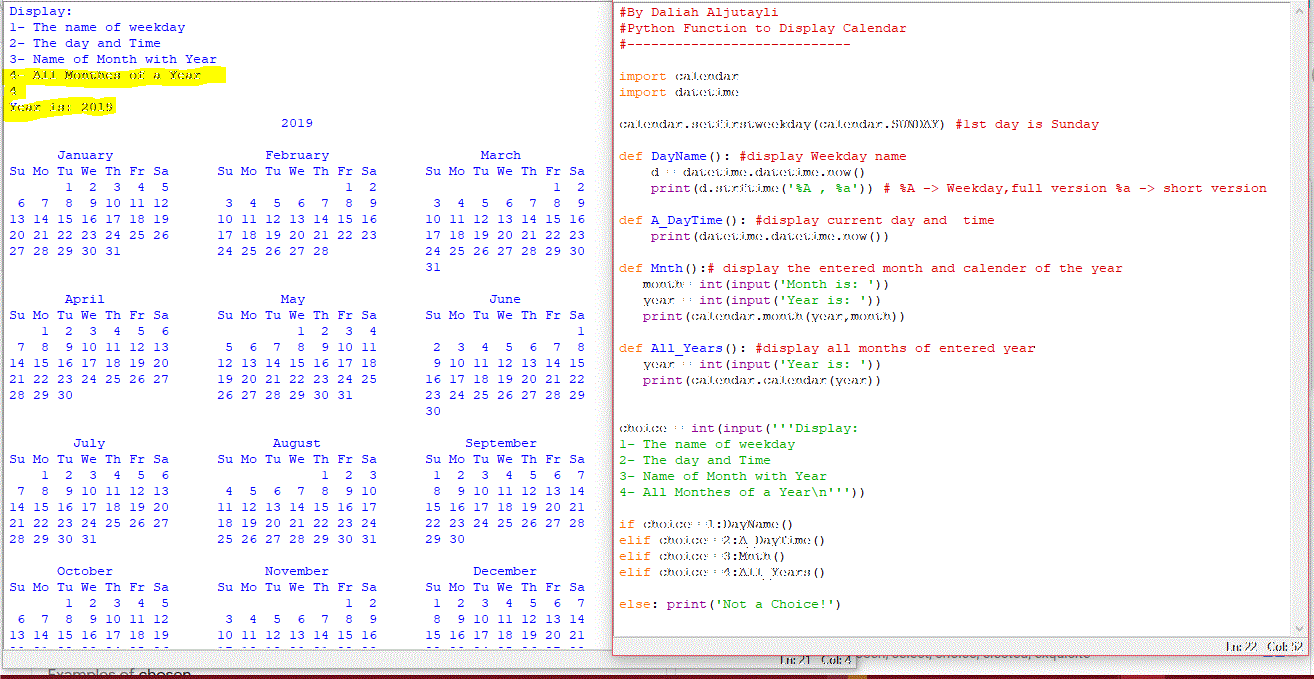 Display:
1- The name of weekday
2- The day and Time
3- Name of Month with Year
4- All Monthes of a Year
4
Year is: 2019
2019
January February March
Su Mo Tu We Th Fr Sa Su Mo Tu We Th Fr Sa Su Mo Tu We Th Fr Sa
1 2 3 4 5 1 2 1 2
6 7 8 9 10 11 12 3 4 5 6 7 8 9 3 4 5 6 7 8 9
13 14 15 16 17 18 19 10 11 12 13 14 15 16 10 11 12 13 14 15 16
20 21 22 23 24 25 26 17 18 19 20 21 22 23 17 18 19 20 21 22 23
27 28 29 30 31 24 25 26 27 28 24 25 26 27 28 29 30
31
April May June
Su Mo Tu We Th Fr Sa Su Mo Tu We Th Fr Sa Su Mo Tu We Th Fr Sa
1 2 3 4 5 6 1 2 3 4 1
7 8 9 10 11 12 13 5 6 7 8 9 10 11 2 3 4 5 6 7 8
14 15 16 17 18 19 20 12 13 14 15 16 17 18 9 10 11 12 13 14 15
21 22 23 24 25 26 27 19 20 21 22 23 24 25 16 17 18 19 20 21 22
28 29 30 26 27 28 29 30 31 23 24 25 26 27 28 29
30
July August September
Su Mo Tu We Th Fr Sa Su Mo Tu We Th Fr Sa Su Mo Tu We Th Fr Sa
1 2 3 4 5 6 1 2 3 1 2 3 4 5 6 7
7 8 9 10 11 12 13 4 5 6 7 8 9 10 8 9 10 11 12 13 14
14 15 16 17 18 19 20 11 12 13 14 15 16 17 15 16 17 18 19 20 21
21 22 23 24 25 26 27 18 19 20 21 22 23 24 22 23 24 25 26 27 28
28 29 30 31 25 26 27 28 29 30 31 29 30
October November December
Su Mo Tu We Th Fr Sa Su Mo Tu We Th Fr Sa Su Mo Tu We Th Fr Sa
1 2 3 4 5 1 2 1 2 3 4 5 6 7
6 7 8 9 10 11 12 3 4 5 6 7 8 9 8 9 10 11 12 13 14
13 14 15 16 17 18 19 10 11 12 13 14 15 16 15 16 17 18 19 20 21
#By Daliah Aljutayli
#Python Function to Display Calendar
#----------------------------
import calendar
import datetime
calendar.setfirstweekday(calendar.SUNDAY) #1st day is Sunday
def DayName(): #display Weekday name
d = datetime.datetime.now()
print(d.strftime('%A , %a')) # %A -> Weekday,full version %a -> short version
def A_DayTime(): #display current day and  time
print(datetime.datetime.now())
def Mnth():# display the entered month and calender of the year
month= int(input('Month is: '))
year = int(input('Year is: '))
print(calendar.month(year,month))
def All_Years(): #display all months of entered year
year = int(input('Year is: '))
print(calendar.calendar(year))
choice = int(input('''Display:
1- The name of weekday
2- The day and Time
3- Name of Month with Year
4- All Monthes of a Year\n'''))
if choice==1:DayName()
elif choice==2:A_DayTime()
elif choice==3:Mnth()
elif choice==4:All_Years()
else: print('Not a Choice!')
Ln: 22 Col: 52
Ln: 21 Col: 4
Examples of chosen